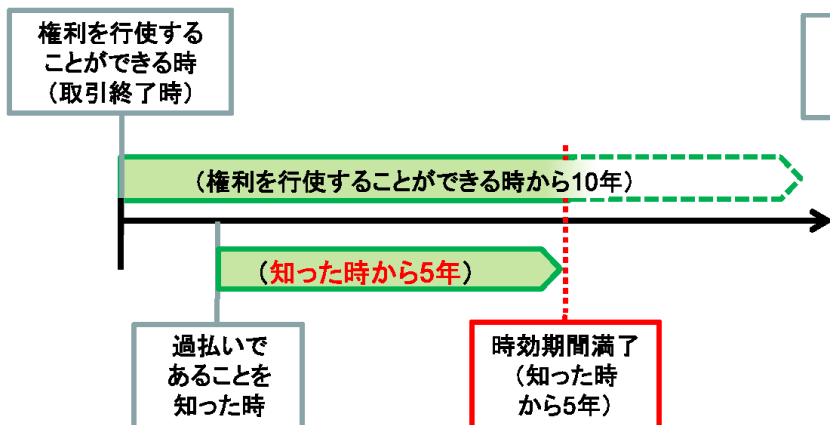 権利を行使する
ことができる時
（取引終了時）
（権利を行使することができる時から10年）
（知った時から5年）
過払いで
あることを
知った時
時効期間満了
（知った時
から5年）